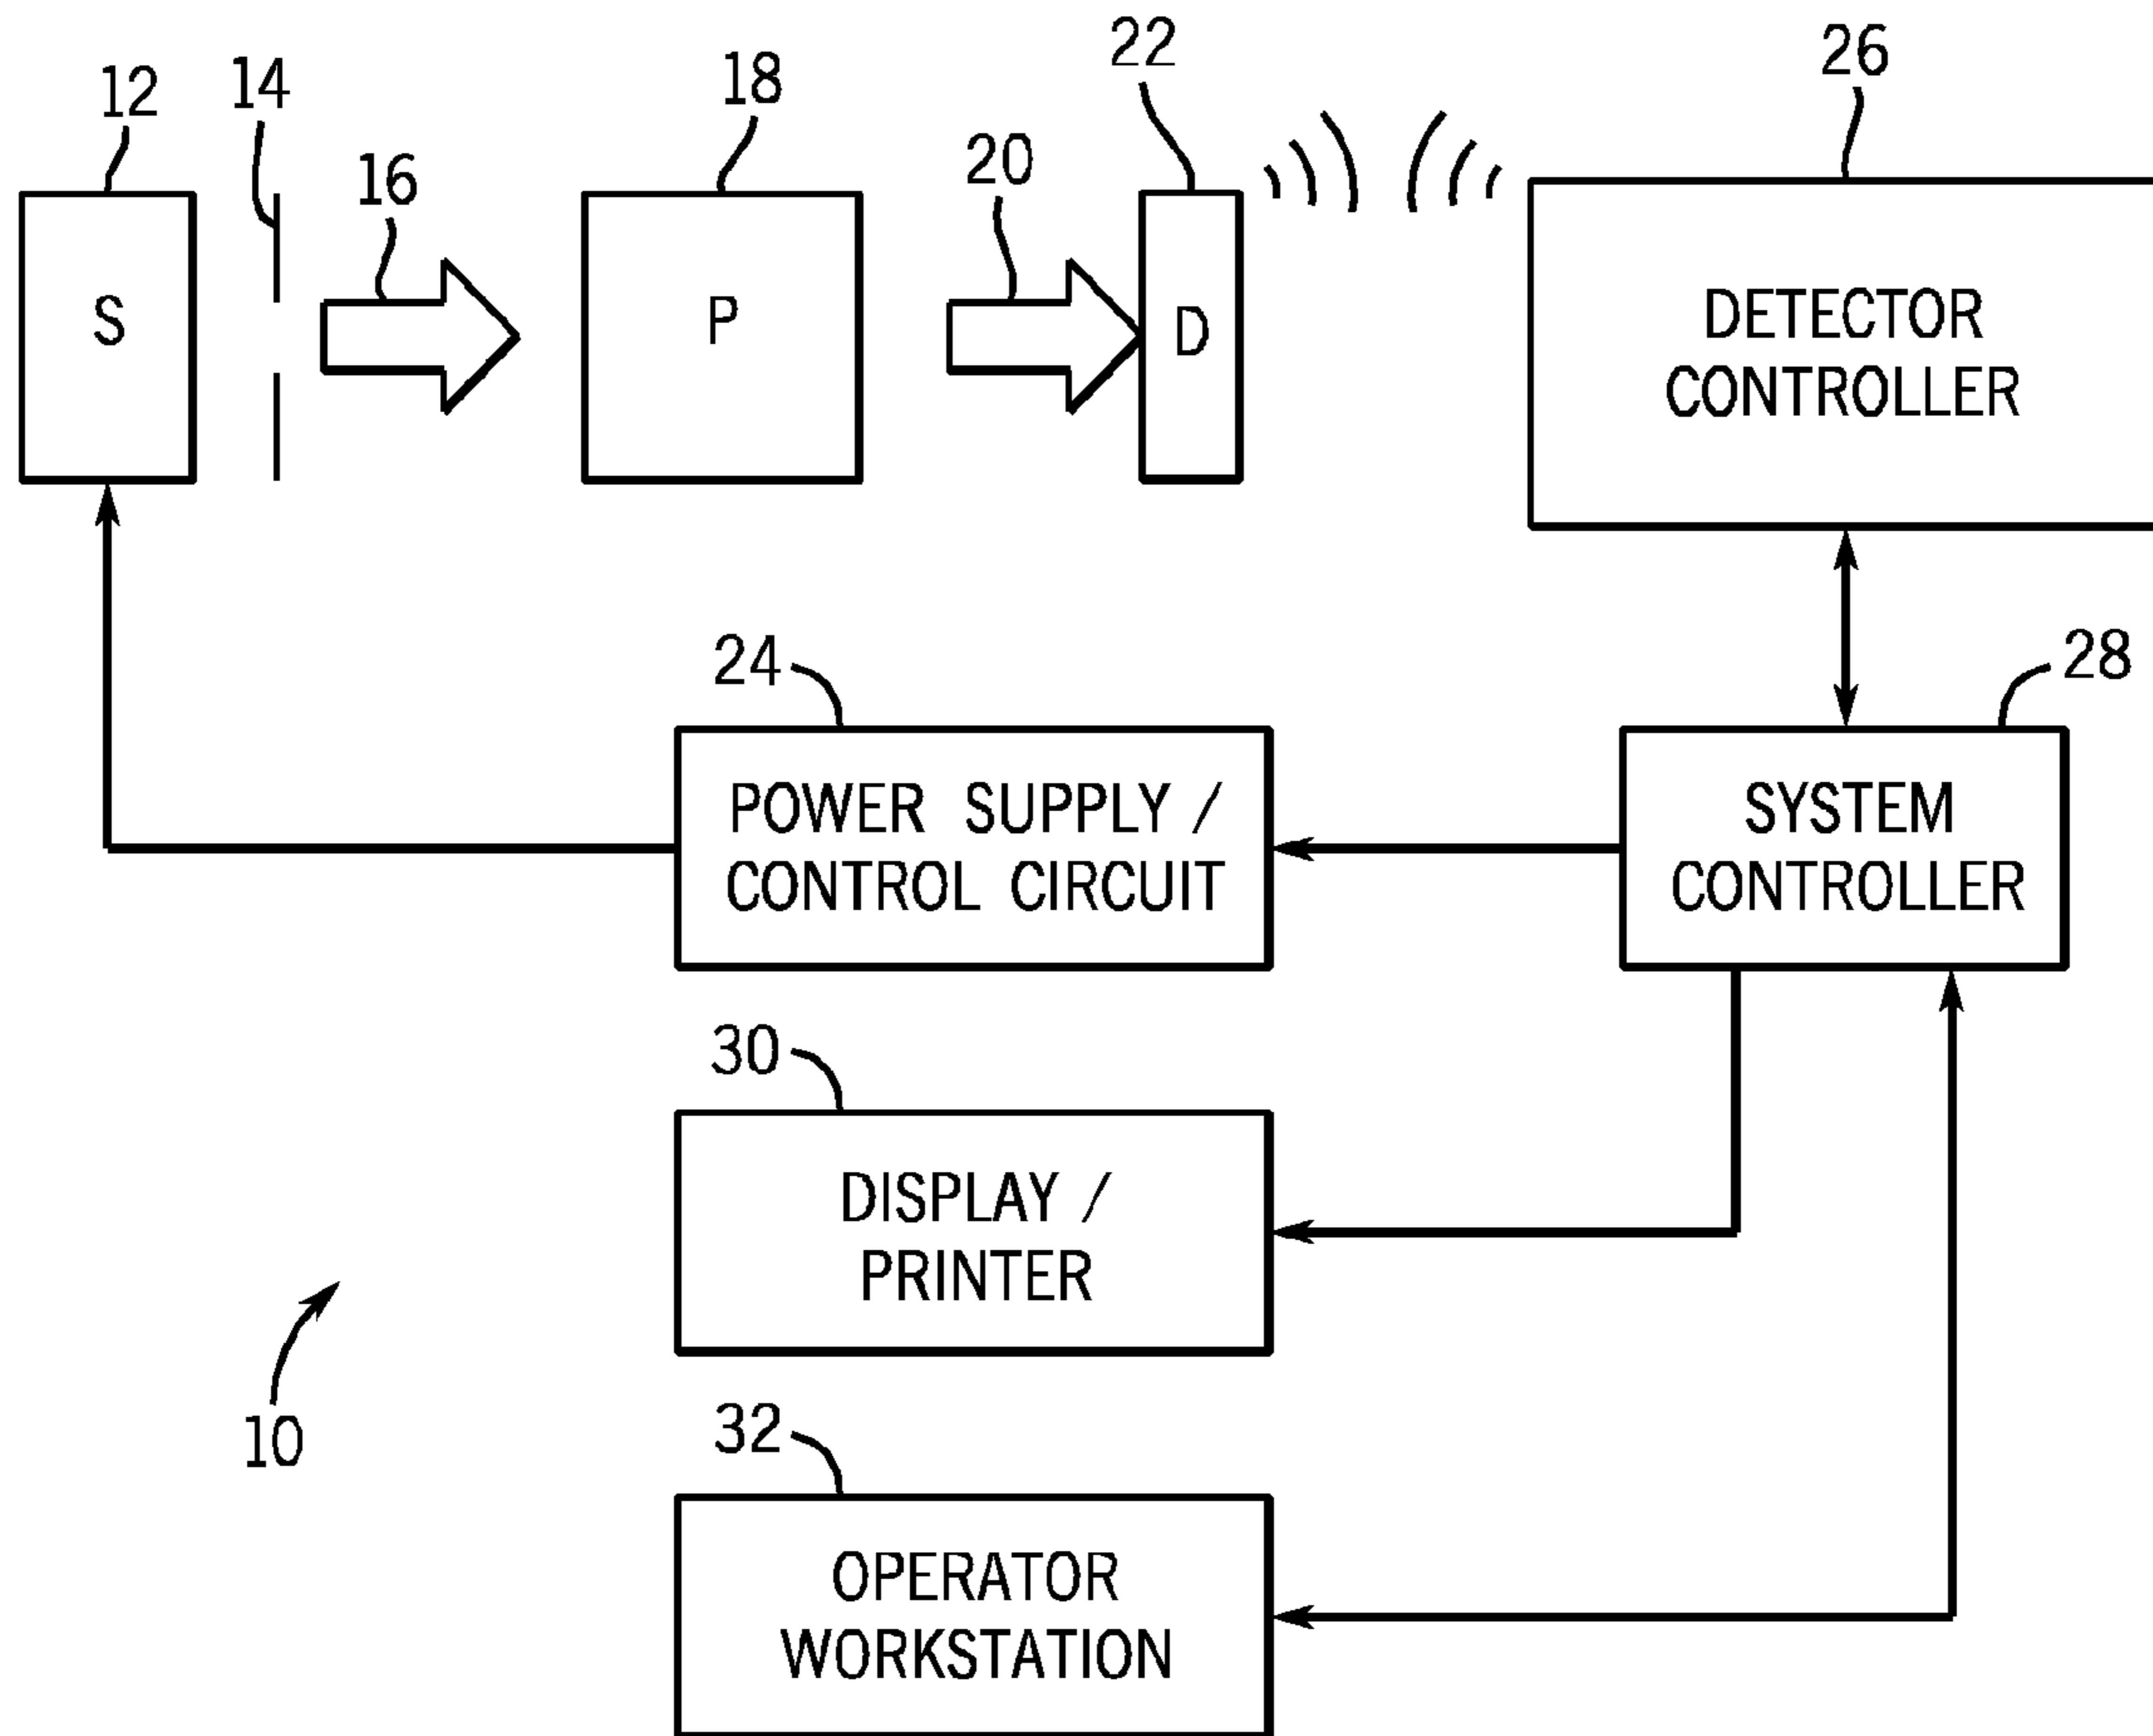 12
14
16
18
20
22
26
S
P
D
DETECTOR
CONTROLLER
24
28
POWER SUPPLY /
CONTROL CIRCUIT
SYSTEM
CONTROLLER
30
DISPLAY /
PRINTER
10
32
OPERATOR
WORKSTATION